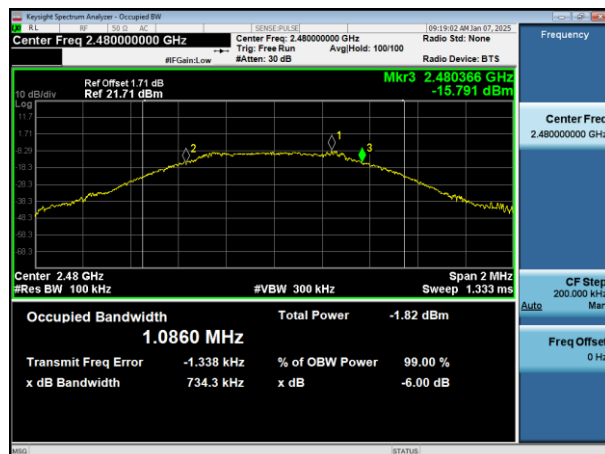 Keysight Spectrum Analyzer - Occupied BW
RL RF 50 Ω AC SENSE:PULSE 09:19:02 AM Jan 07, 2025
Center Freq 2.480000000 GHz
Center Freq: 2.480000000 GHz
Radio Std: None
Trig: Free Run
Avg|Hold: 100/100
#IFGain:Low
#Atten: 30 dB
Radio Device: BTS
Frequency
Mkr3 2.480366 GHz
-15.791 dBm
Ref Offset 1.71 dB
Ref 21.71 dBm
10 dB/div
Log
11.7
1.71
-8.29
-18.3
-28.3
-38.3
-48.3
-58.3
-68.3
2
1
3
Center 2.48 GHz
Span 2 MHz
#Res BW 100 kHz
#VBW 300 kHz
Sweep 1.333 ms
Occupied Bandwidth
1.0860 MHz
Total Power -1.82 dBm
Transmit Freq Error -1.338 kHz
% of OBW Power 99.00 %
x dB Bandwidth 734.3 kHz
x dB -6.00 dB
Center Freq
2.480000000 GHz
CF Step
200.000 kHz
Auto Man
Freq Offset
0 Hz
MSG
STATUS